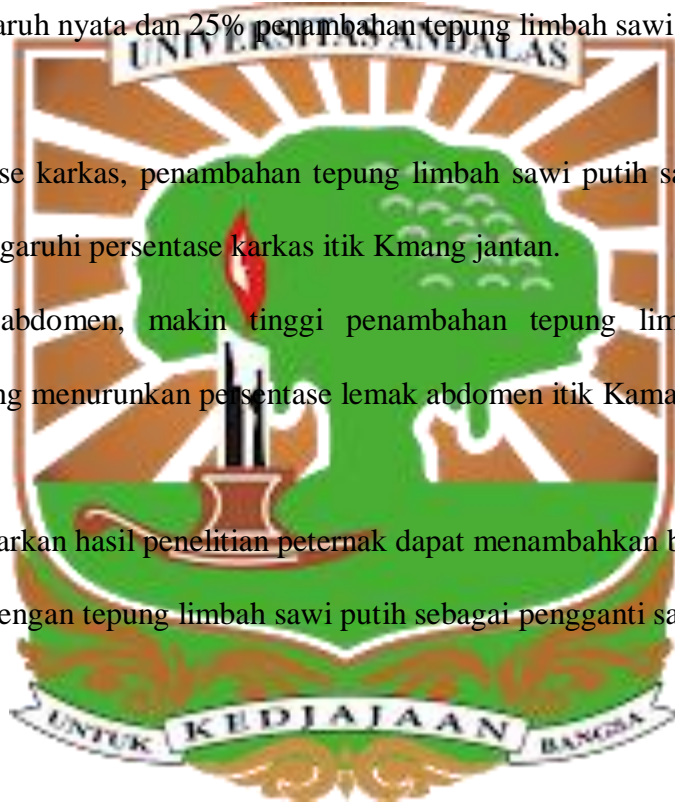 aruh nyata dan 25% penambahan tepung limbah sawi
UNIVERSITAS ANDALAS
se karkas, penambahan tepung limbah sawi putih sa
garuhi persentase karkas itik Kmang jantan.
abdomen, makin tinggi penambahan tepung lim
ng menurunkan persentase lemak abdomen itik Kama
arkan hasil penelitian peternak dapat menambahkan b
engan tepung limbah sawi putih sebagai pengganti sa
UNTUK KEDJAJAAN BANGSA